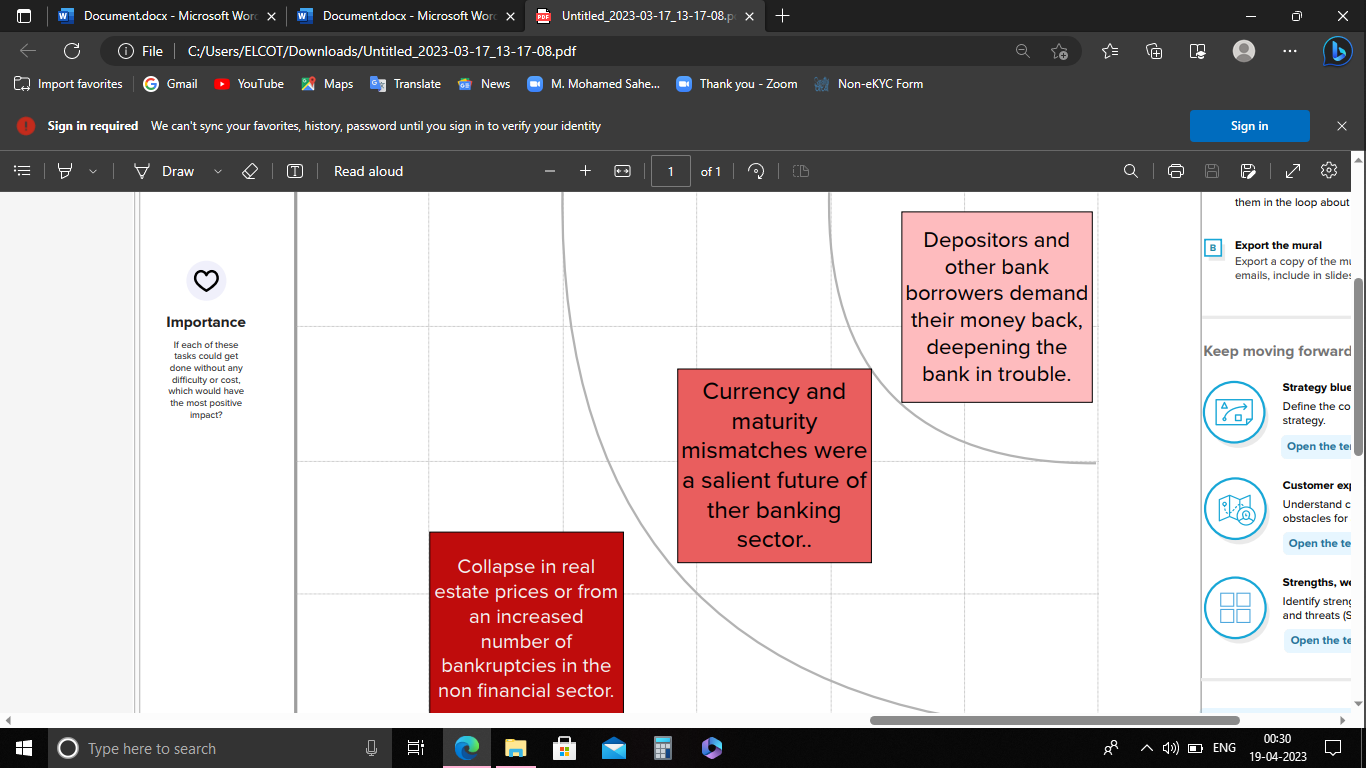 Document.docx - Microsoft Word
Document.docx - Microsoft Word
Untitled_2023-03-17_13-17-08.p
File
C:/Users/ELCOT/Downloads/Untitled_2023-03-17_13-17-08.pdf
Import favorites
Gmail
YouTube
Maps
Translate
News
M. Mohamed Sahe...
Thank you - Zoom
Non-eKYC Form
Sign in required We can't sync your favorites, history, password until you sign in to verify your identity
Sign in
Draw
Read aloud
1
of 1
Importance
If each of these
tasks could get
done without any
difficulty or cost,
which would have
the most positive
impact?
Depositors and
other bank
borrowers demand
their money back,
deepening the
bank in trouble.
Currency and
maturity
mismatches were
a salient future of
ther banking
sector..
Collapse in real
estate prices or from
an increased
number of
bankruptcies in the
non financial sector.
them in the loop about
B
Export the mural
Export a copy of the mu
emails, include in slides
Keep moving forward
Strategy blue
Define the co
strategy.
Open the te
Customer exp
Understand c
obstacles for
Open the te
Strengths, we
Identify streng
and threats (S
Open the te
Type here to search
ENG
00:30
19-04-2023